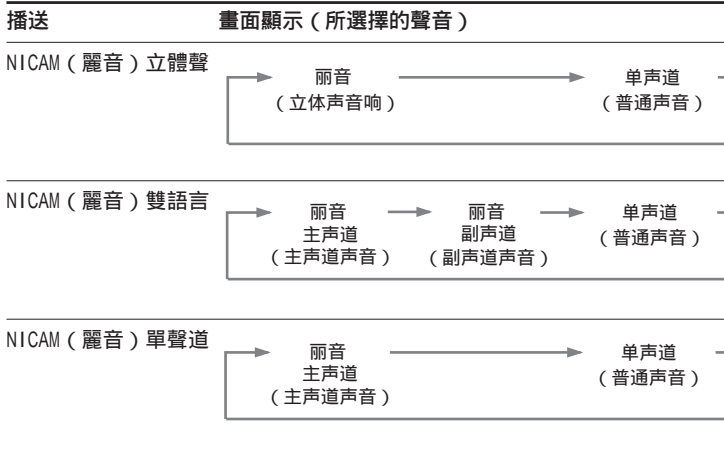 播送 畫面顯示（所選擇的聲音）
NICAM（麗音）立體聲
丽音 单声道
（立体声音响） （普通声音）
NICAM（麗音）雙語言
丽音 丽音 单声道
主声道 副声道 （普通声音）
（主声道声音） （副声道声音）
NICAM（麗音）單聲道
丽音 单声道
主声道 （普通声音）
（主声道声音）